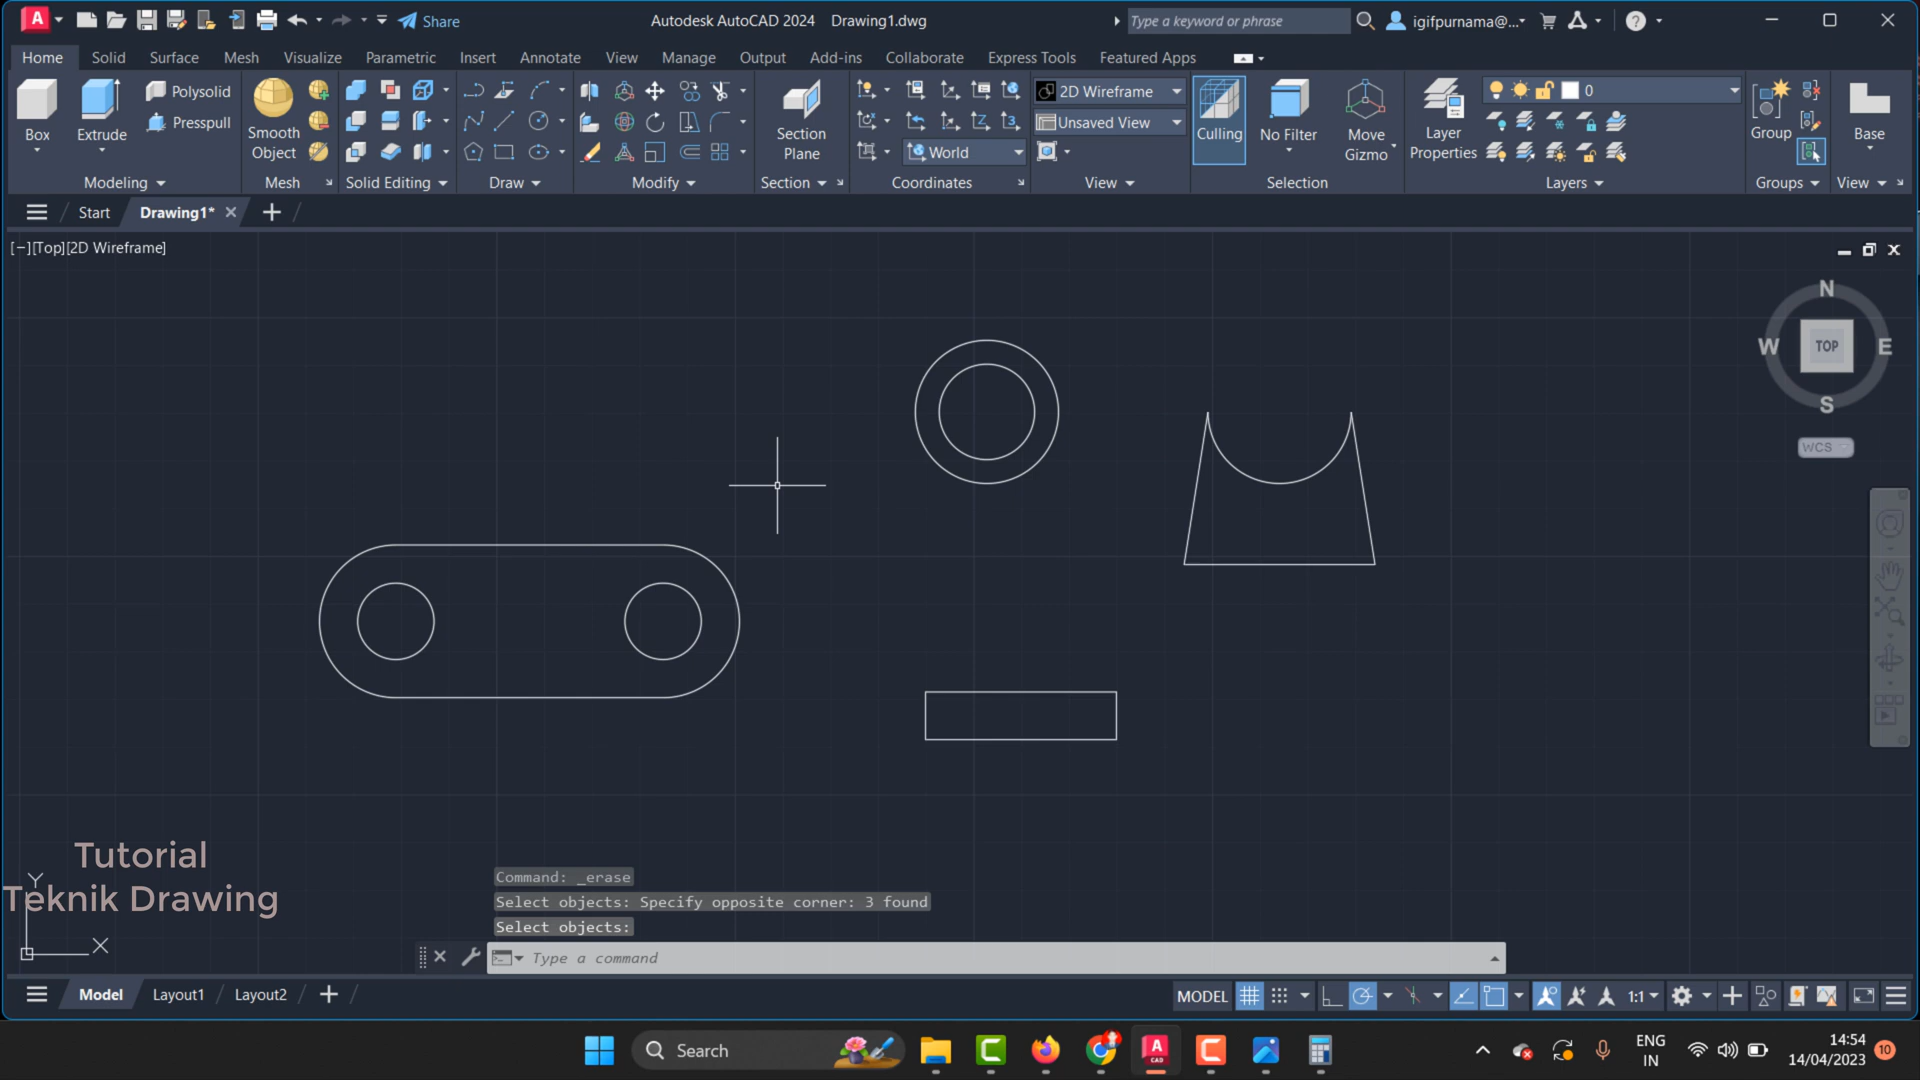 Share
Autodesk AutoCAD 2024 Drawing1.dwg
Type a keyword or phrase
igifpurnama@...
Home Solid Surface Mesh Visualize Parametric Insert Annotate View Manage Output Add-ins Collaborate Express Tools Featured Apps
Box
Extrude
Polysolid
Presspull
Smooth
Object
Section
Plane
World
2D Wireframe
Unsaved View
Culling
No Filter
Move
Gizmo
Layer
Properties
0
Group
Base
Modeling Mesh Solid Editing Draw Modify Section Coordinates View Selection Layers Groups View
Start Drawing1*
[−][Top][2D Wireframe]
N
W TOP E
S
WCS
Tutorial
Teknik Drawing
Y
X
Command: _erase
Select objects: Specify opposite corner: 3 found
Select objects:
Type a command
Model Layout1 Layout2
MODEL 1:1
Search
A
CAD
ENG
IN
14:54
14/04/2023
10